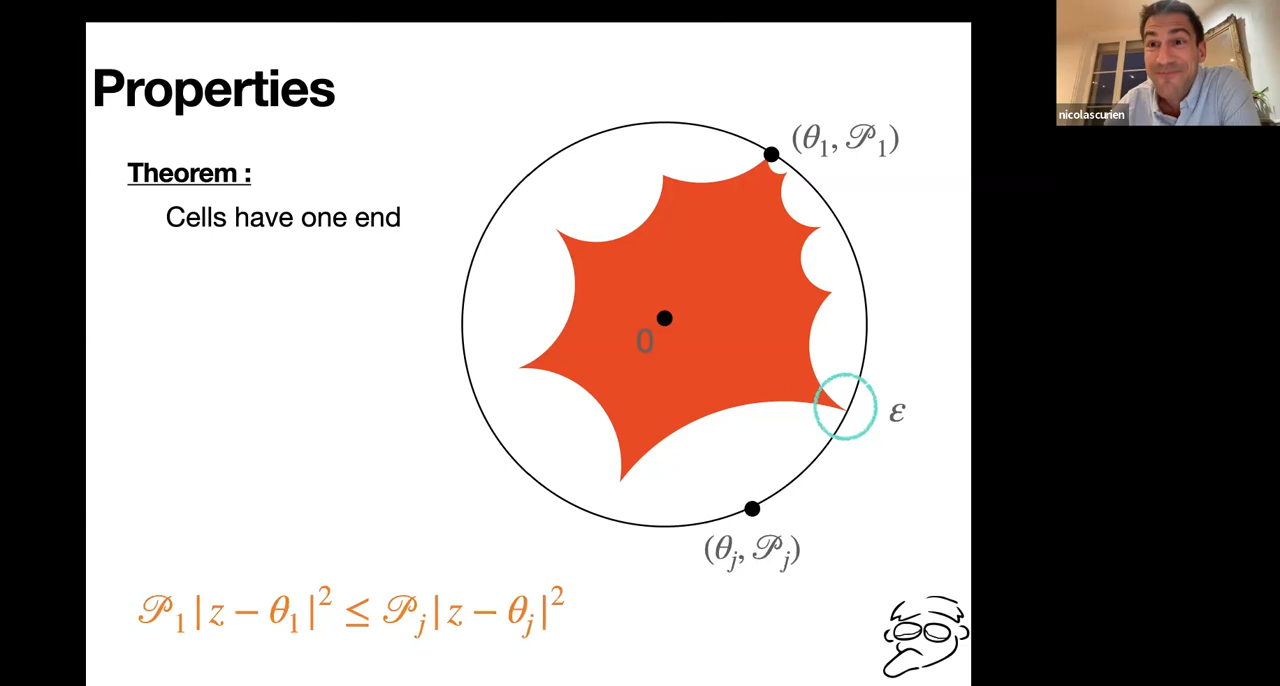 Properties
nicolascurien
(θ₁, 𝒫₁)
Theorem :
Cells have one end
0
ε
(θⱼ, 𝒫ⱼ)
𝒫₁|z − θ₁|² ≤ 𝒫ⱼ|z − θⱼ|²